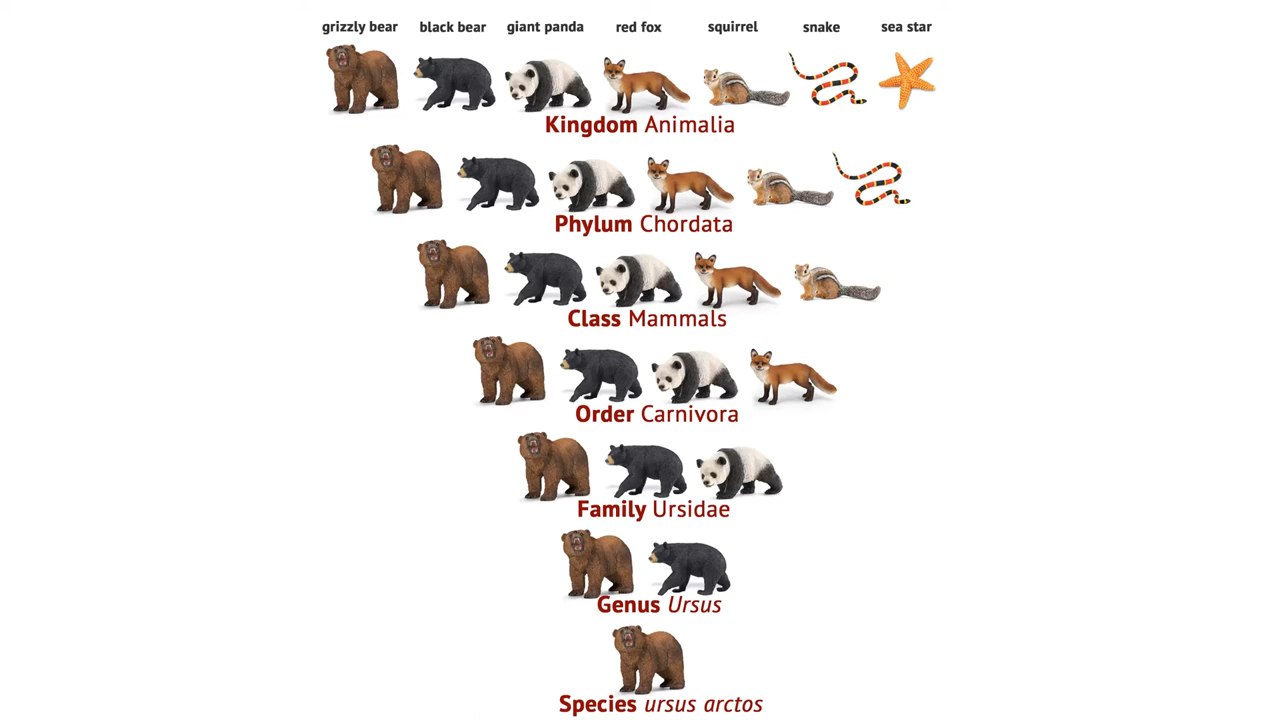 grizzly bear black bear giant panda red fox squirrel snake sea star
Kingdom Animalia
Phylum Chordata
Class Mammals
Order Carnivora
Family Ursidae
Genus Ursus
Species ursus arctos